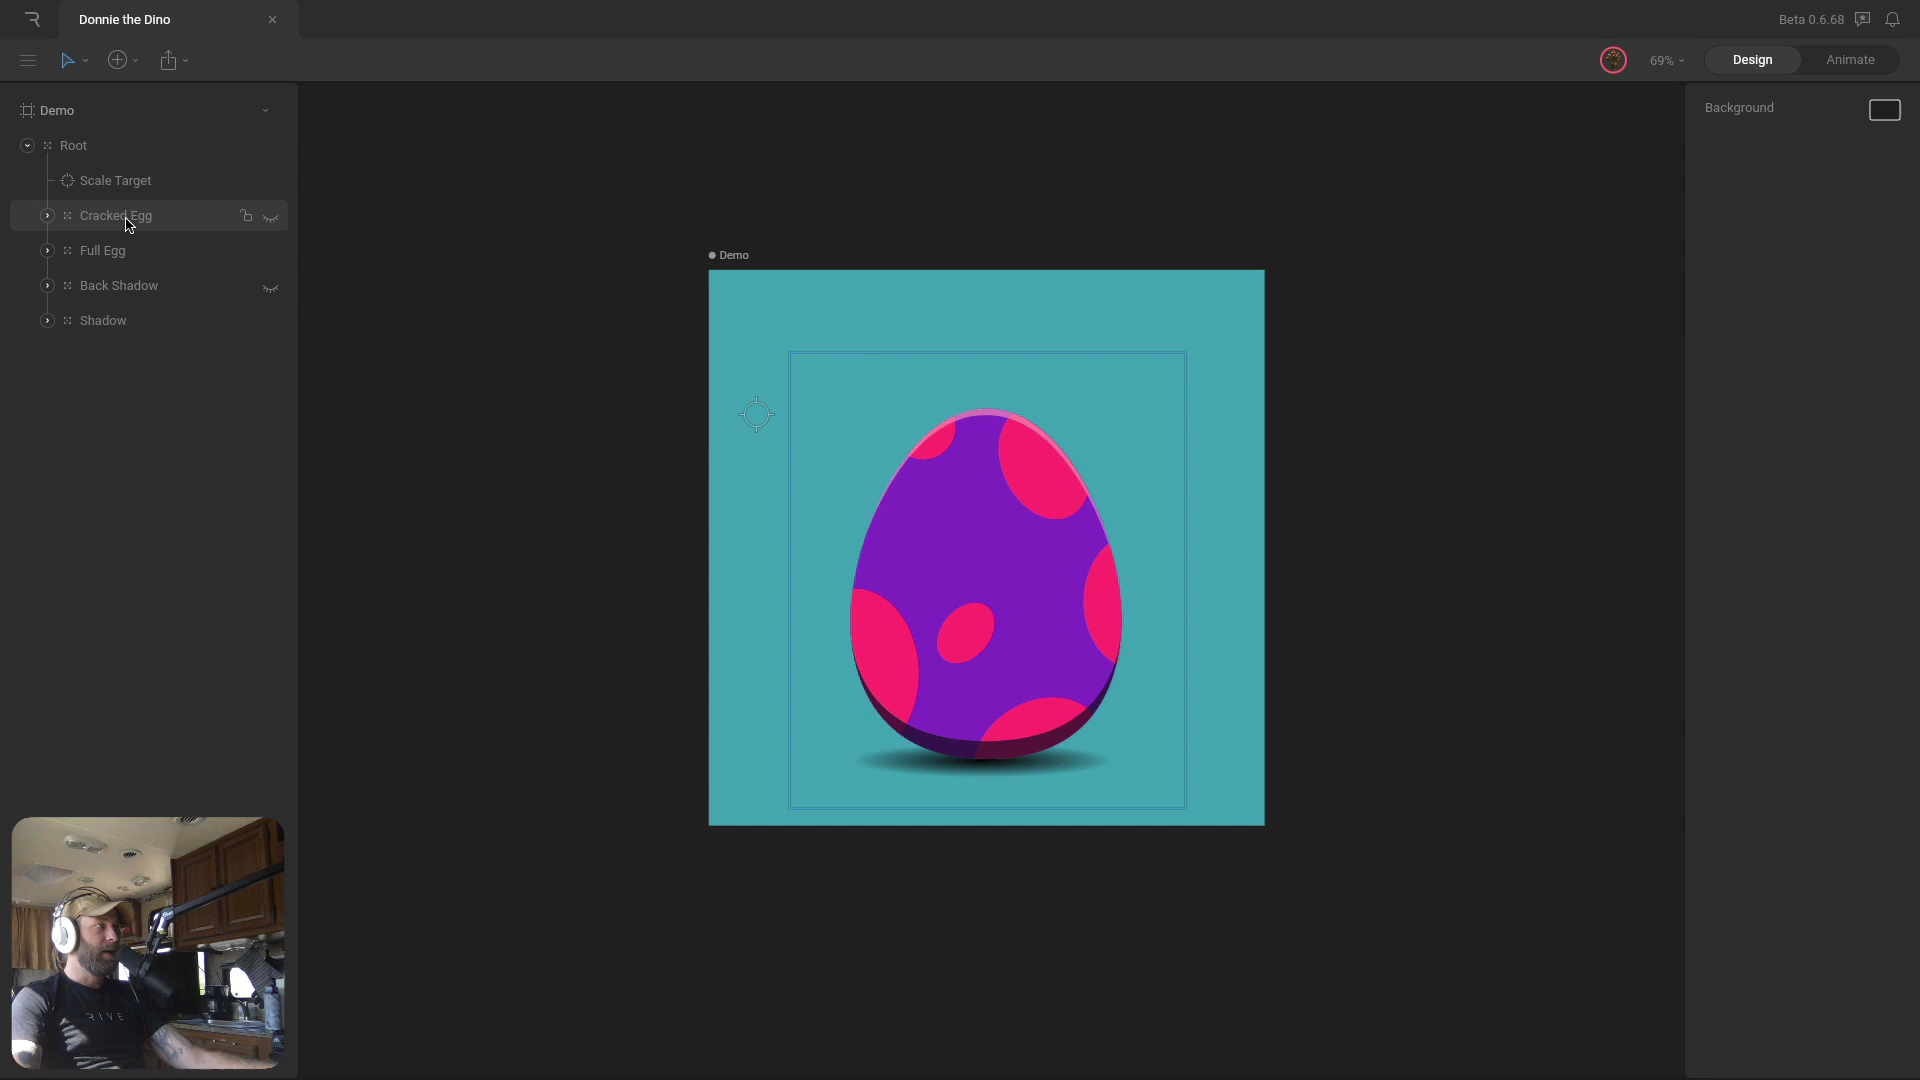 Donnie the Dino
Beta 0.6.68
69%
Design
Animate
Demo
Root
Scale Target
Cracked Egg
Full Egg
Back Shadow
Shadow
Demo
Background
RIVE